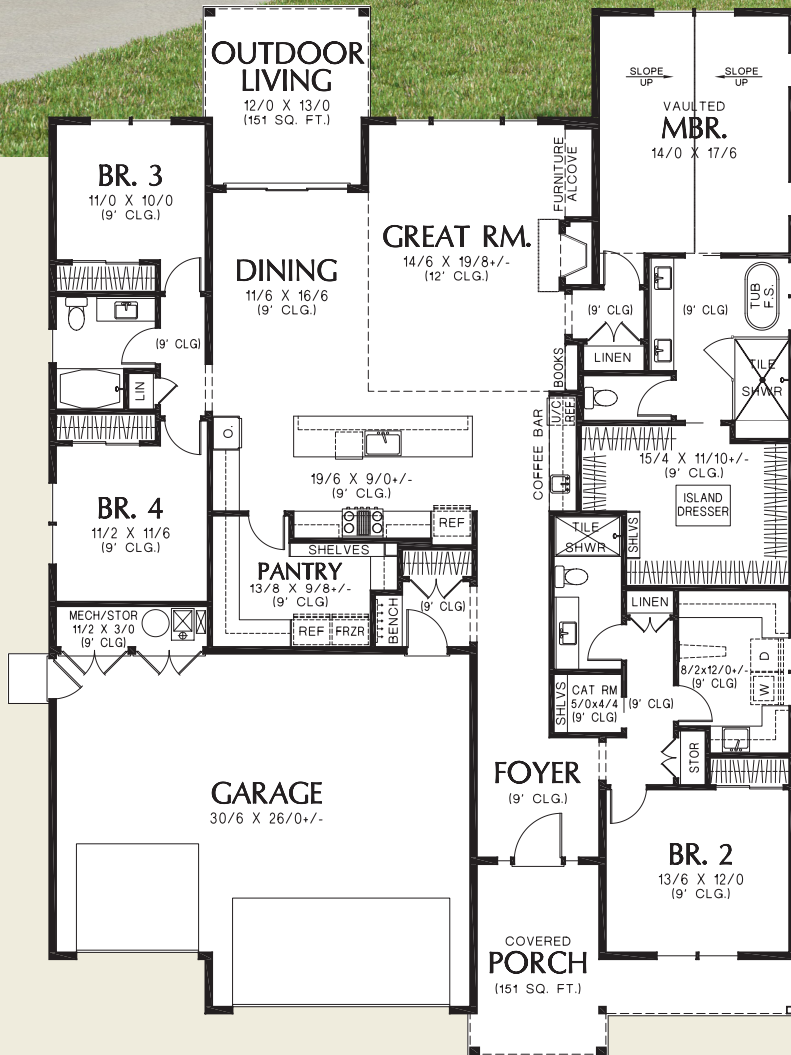 OUTDOOR
LIVING
12/0 X 13/0
(151 SQ. FT.)
SLOPE
UP
SLOPE
UP
VAULTED
MBR.
14/0 X 17/6
BR. 3
11/0 X 10/0
(9' CLG.)
FURNITURE
ALCOVE
GREAT RM.
14/6 X 19/8+/-
(12' CLG.)
DINING
11/6 X 16/6
(9' CLG.)
(9' CLG)
(9' CLG)
TUB
F.S.
(9' CLG)
LINEN
BOOKS
TILE
SHWR
LIN
U/C
REF.
COFFEE BAR
O.
19/6 X 9/0+/-
(9' CLG.)
15/4 X 11/10+/-
(9' CLG.)
ISLAND
DRESSER
SHLVS
BR. 4
11/2 X 11/6
(9' CLG.)
REF
TILE
SHWR
SHELVES
PANTRY
13/8 X 9/8+/-
(9' CLG.)
(9' CLG)
BENCH
REF
FRZR
LINEN
MECH/STOR
11/2 X 3/0
(9' CLG.)
D
W
8/2x12/0+/-
(9' CLG.)
SHLVS
CAT RM
5/0x4/4
(9' CLG)
(9' CLG)
STOR
FOYER
(9' CLG.)
GARAGE
30/6 X 26/0+/-
BR. 2
13/6 X 12/0
(9' CLG.)
COVERED
PORCH
(151 SQ. FT.)